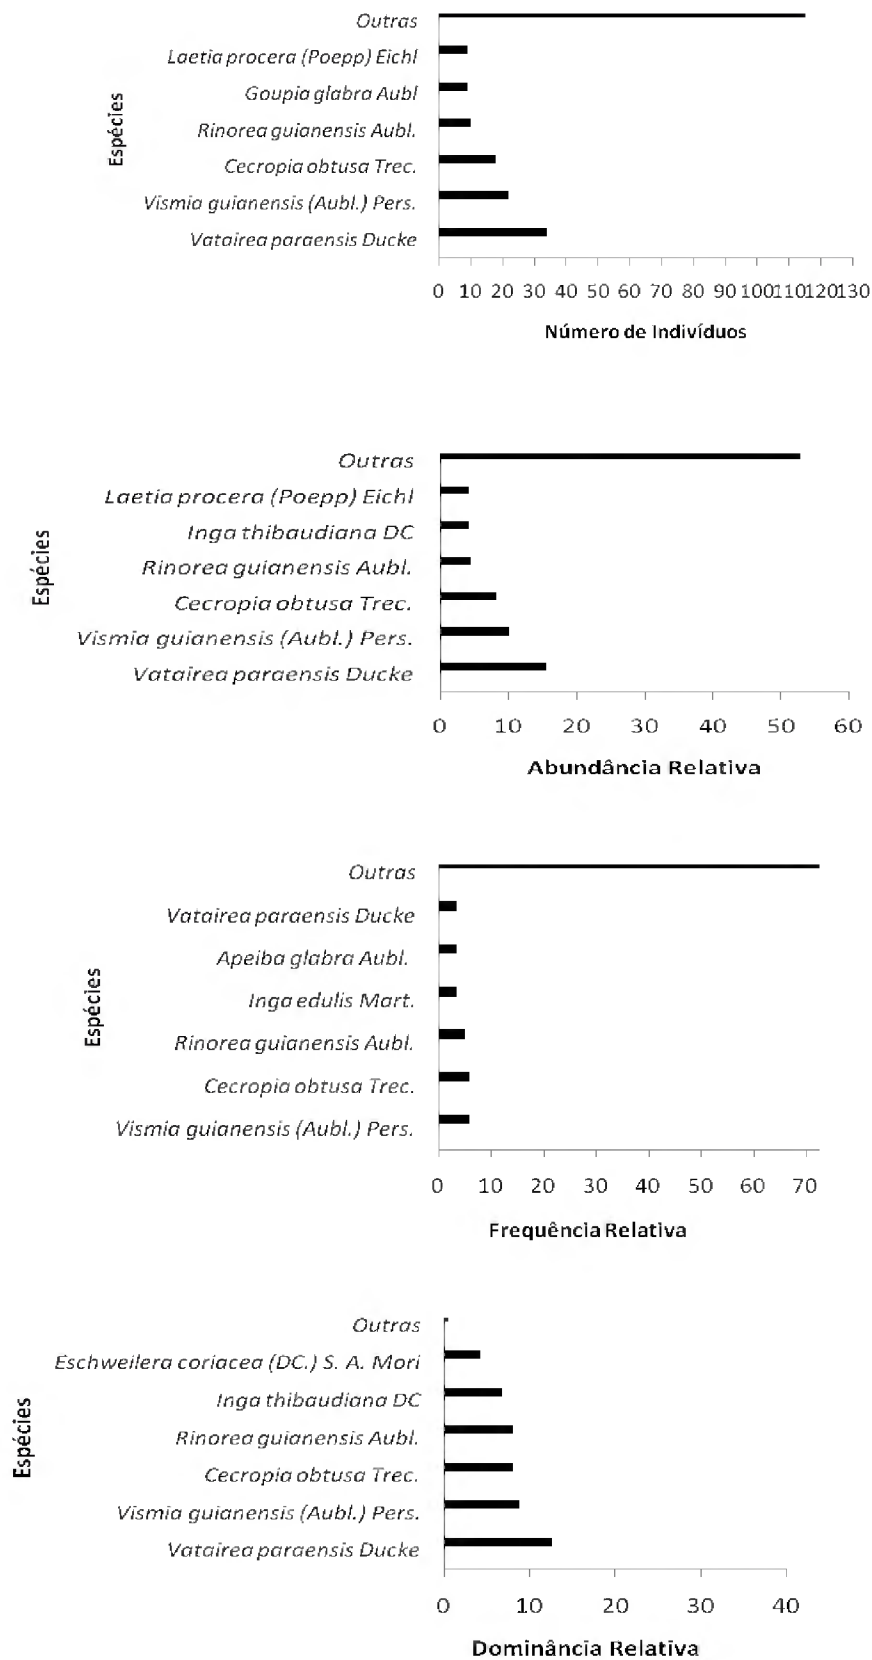 Outras
Laetia procera (Poepp) Eichl
Goupia glabra Aubl
Rinorea guianensis Aubl.
Cecropia obtusa Trec.
Vismia guianensis (Aubl.) Pers.
Vatairea paraensis Ducke
Espécies
0 10 20 30 40 50 60 70 80 90 100110120130
Número de Indivíduos
Outras
Laetia procera (Poepp) Eichl
Inga thibaudiana DC
Rinorea guianensis Aubl.
Cecropia obtusa Trec.
Vismia guianensis (Aubl.) Pers.
Vatairea paraensis Ducke
Espécies
0 10 20 30 40 50 60
Abundância Relativa
Outras
Vatairea paraensis Ducke
Apeiba glabra Aubl.
Inga edulis Mart.
Rinorea guianensis Aubl.
Cecropia obtusa Trec.
Vismia guianensis (Aubl.) Pers.
Espécies
0 10 20 30 40 50 60 70
Frequência Relativa
Outras
Eschweilera coriacea (DC.) S. A. Mori
Inga thibaudiana DC
Rinorea guianensis Aubl.
Cecropia obtusa Trec.
Vismia guianensis (Aubl.) Pers.
Vatairea paraensis Ducke
Espécies
0 10 20 30 40
Dominância Relativa